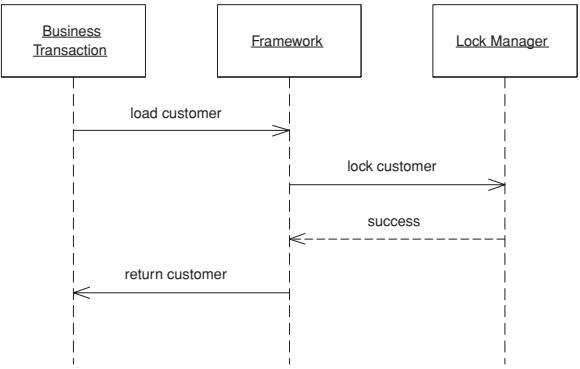 Business
Transaction
Framework
Lock Manager
load customer
lock customer
success
return customer